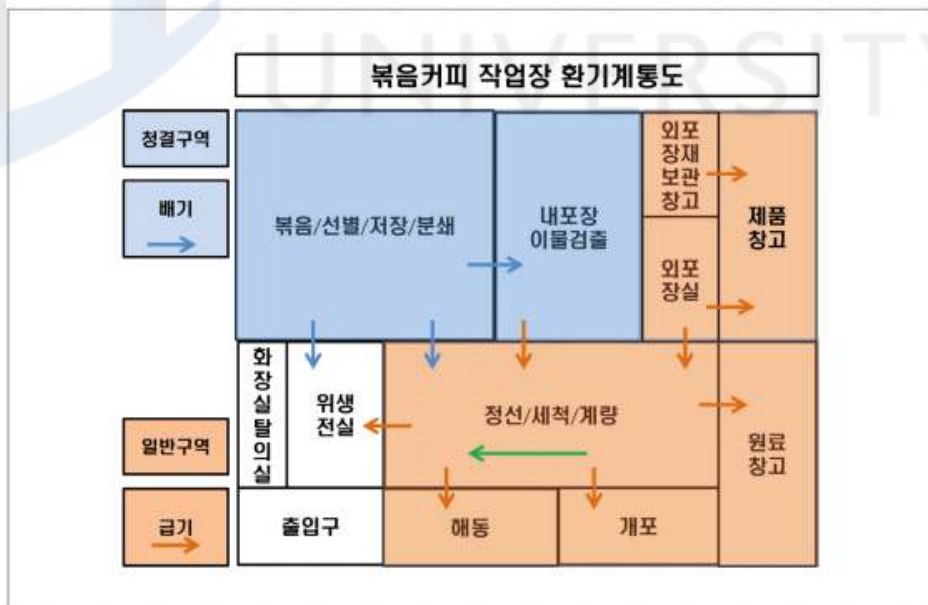 UNIVERSITY
볶음커피 작업장 환기계통도
청결구역
배기
볶음/선별/저장/분쇄
내포장
이물검출
외포
장재
보관
창고
외포
장실
제품
창고
일반구역
급기
화
장
실
탈
의
실
위생
전실
정선/세척/계량
원료
창고
출입구
해동
개포